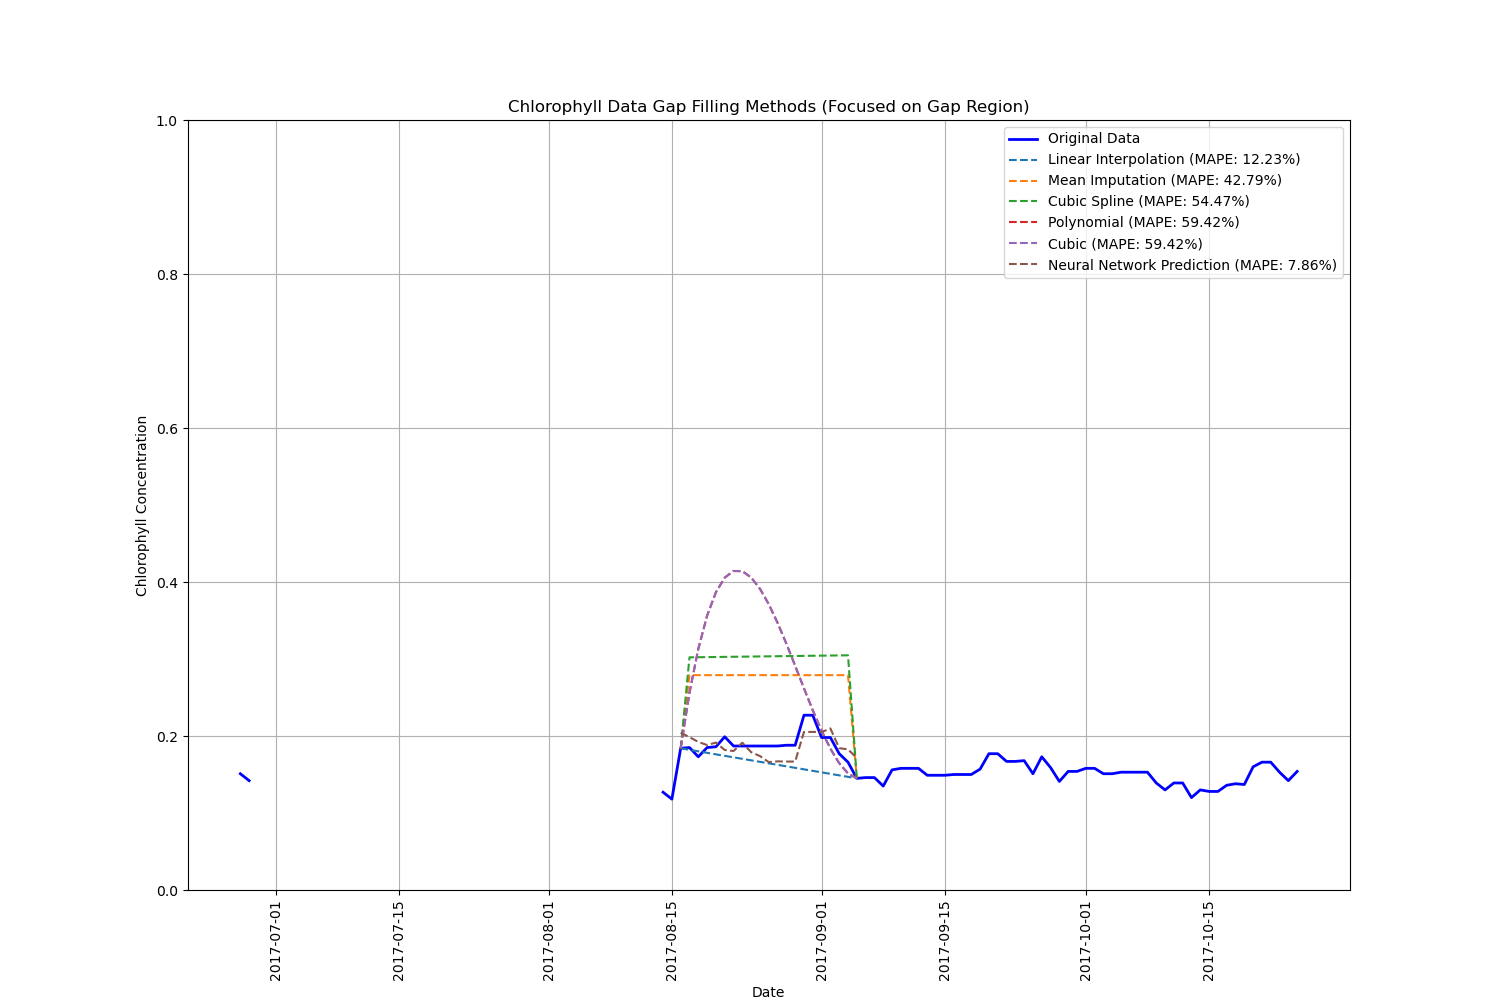 Chlorophyll Data Gap Filling Methods (Focused on Gap Region)
1.0
0.8
0.6
0.4
0.2
0.0
Chlorophyll Concentration
Original Data
Linear Interpolation (MAPE: 12.23%)
Mean Imputation (MAPE: 42.79%)
Cubic Spline (MAPE: 54.47%)
Polynomial (MAPE: 59.42%)
Cubic (MAPE: 59.42%)
Neural Network Prediction (MAPE: 7.86%)
2017-07-01
2017-07-15
2017-08-01
2017-08-15
2017-09-01
2017-09-15
2017-10-01
2017-10-15
Date